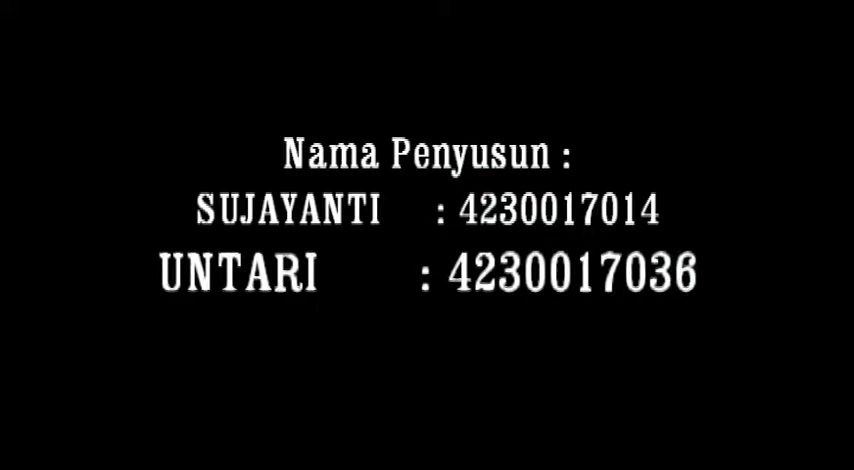 Nama Penyusun :
SUJAYANTI : 4230017014
UNTARI : 4230017036